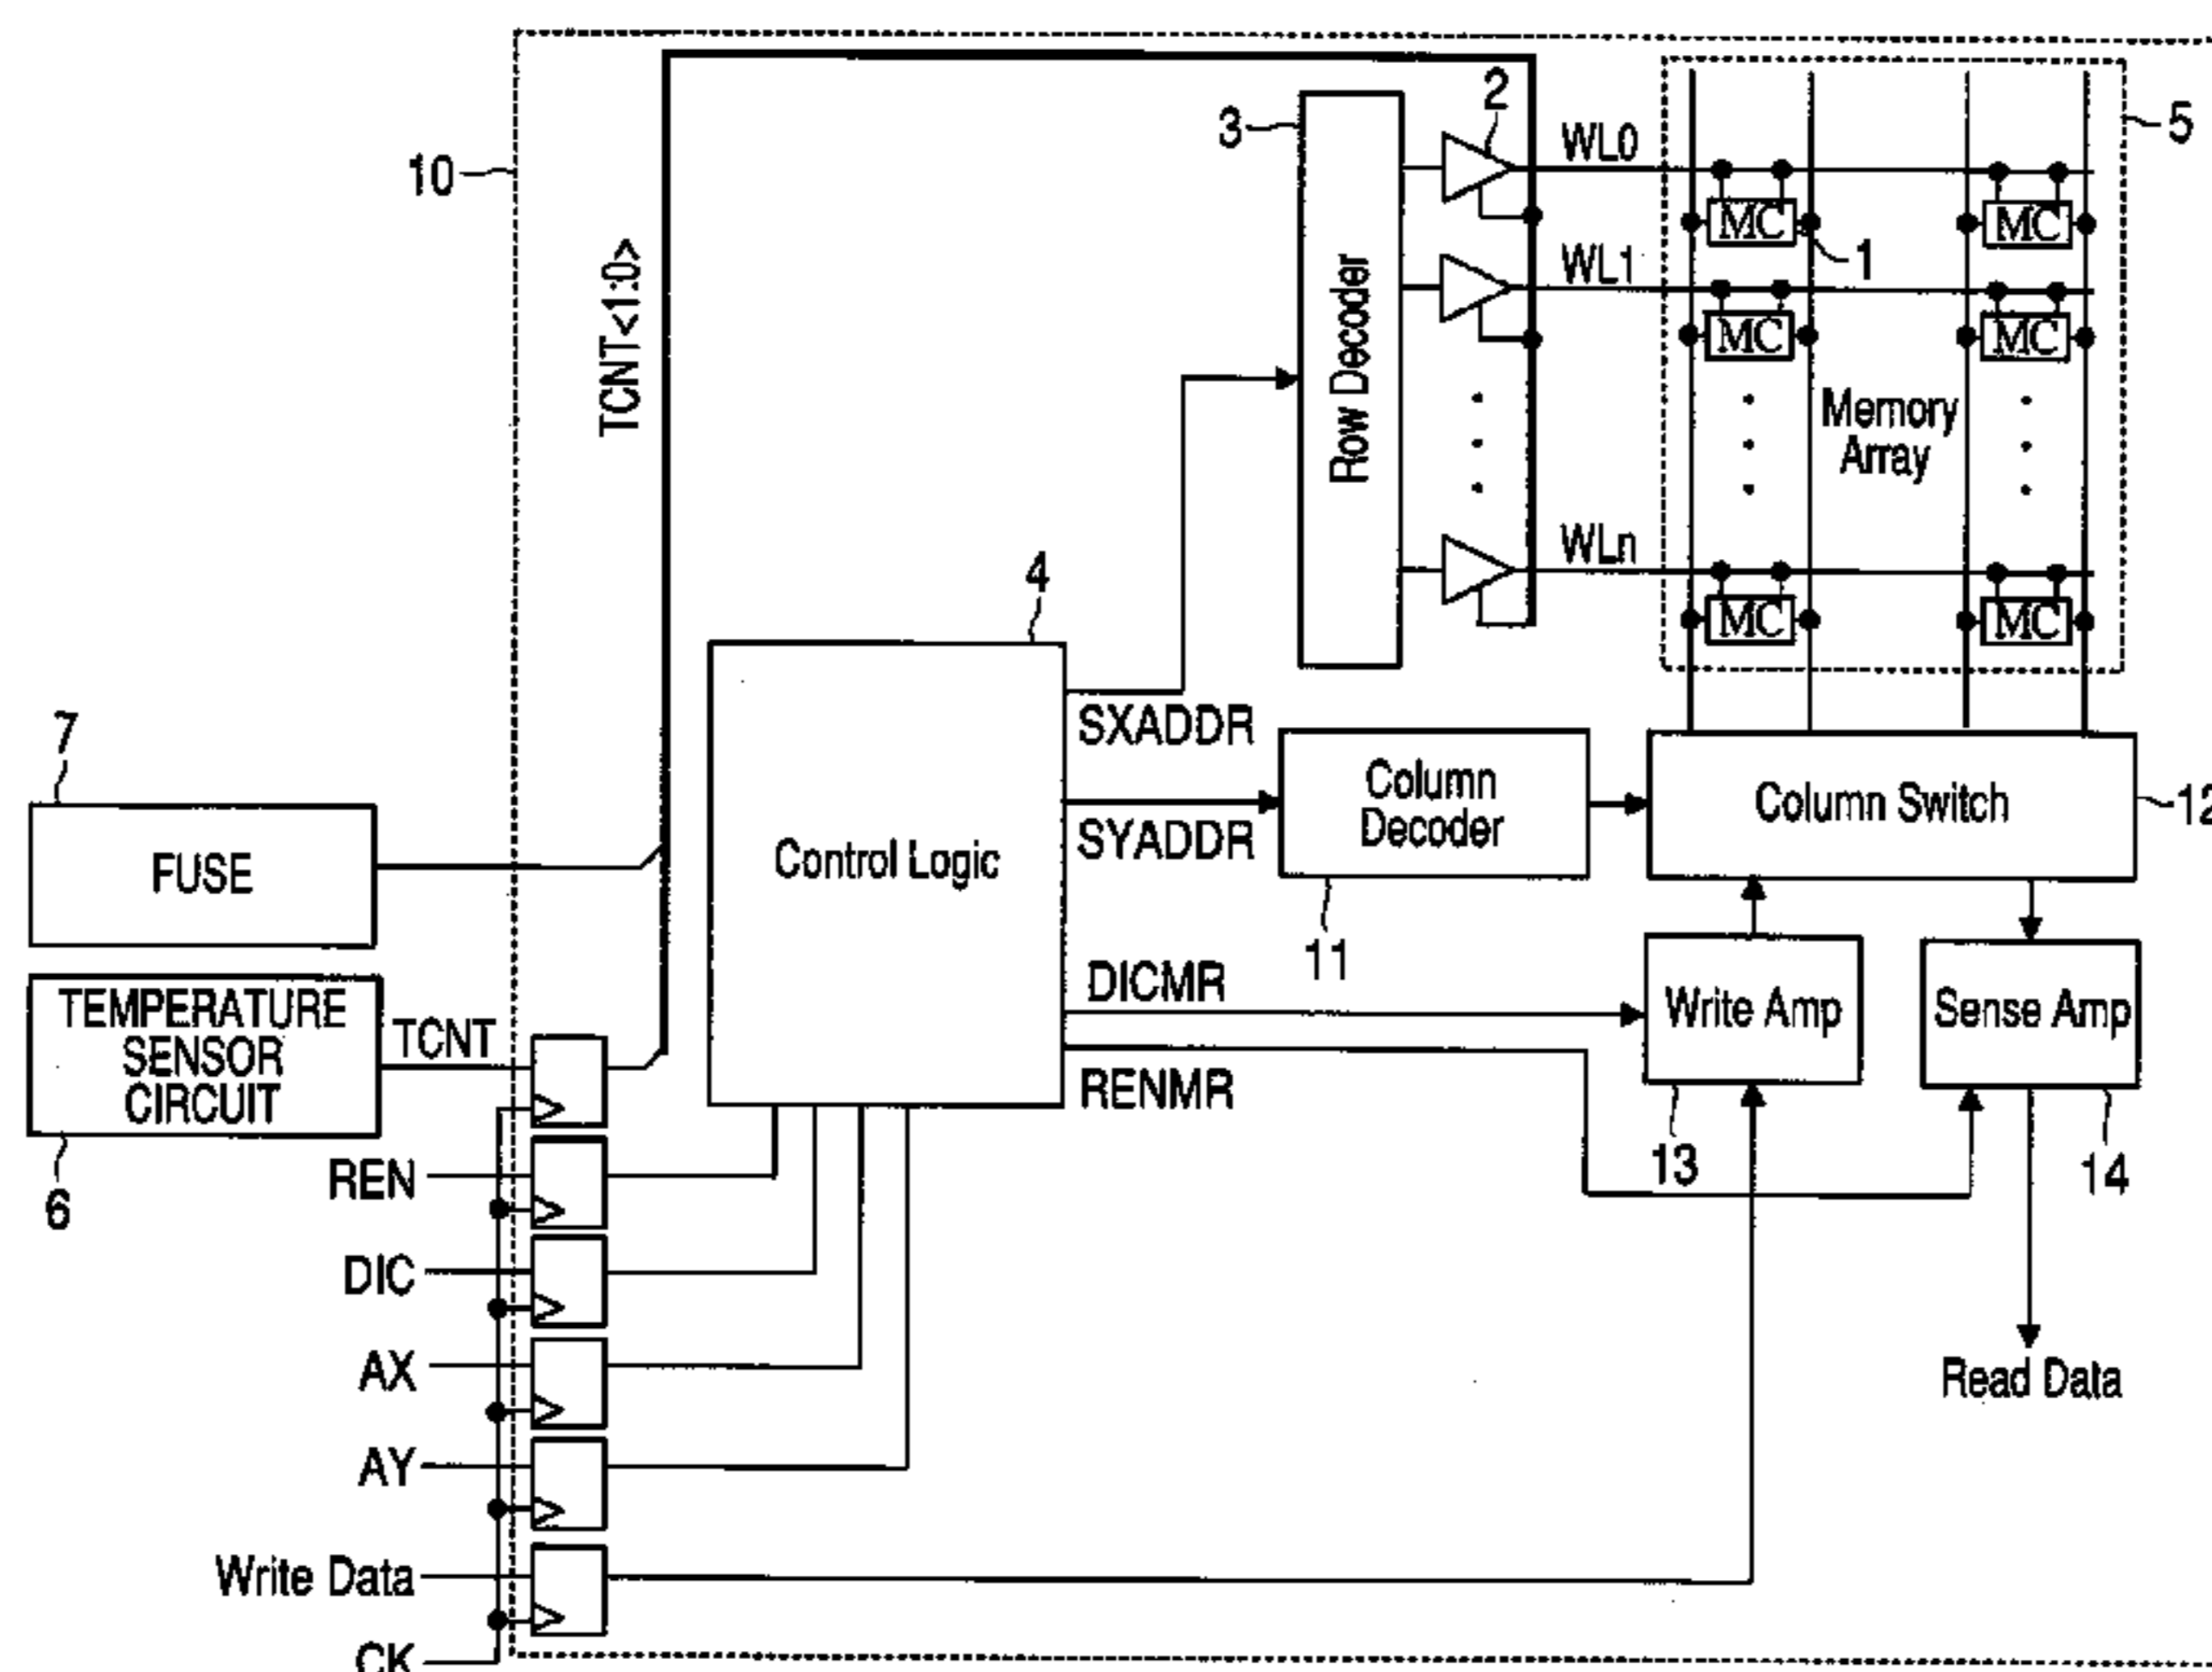 10
TCNT<1:0>
3
2
Row Decoder
WL0
WL1
WLn
5
MC
MC
1
MC
MC
Memory
Array
MC
MC
4
Control Logic
SXADDR
SYADDR
DICMR
RENMR
Column
Decoder
11
Column Switch
12
Write Amp
13
Sense Amp
14
Read Data
7
FUSE
TEMPERATURE
SENSOR
CIRCUIT
6
TCNT
REN
DIC
AX
AY
Write Data
CK